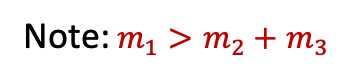 Note: m₁ > m₂ + m₃